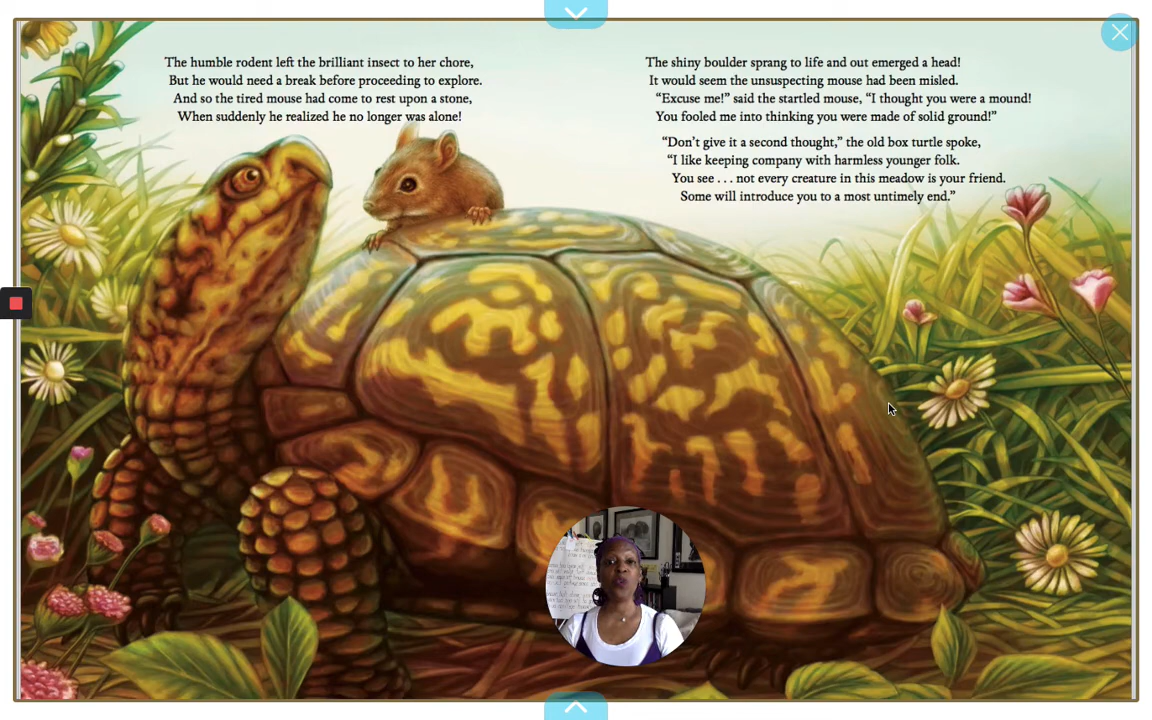 The humble rodent left the brilliant insect to her chore,
But he would need a break before proceeding to explore.
And so the tired mouse had come to rest upon a stone,
When suddenly he realized he no longer was alone!
The shiny boulder sprang to life and out emerged a head!
It would seem the unsuspecting mouse had been misled.
“Excuse me!” said the startled mouse, “I thought you were a mound!
You fooled me into thinking you were made of solid ground!”
“Don’t give it a second thought,” the old box turtle spoke,
“I like keeping company with harmless younger folk.
You see . . . not every creature in this meadow is your friend.
Some will introduce you to a most untimely end.”